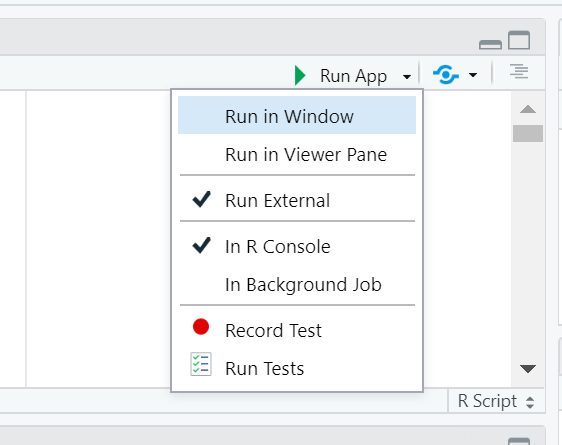 Run App
Run in Window
Run in Viewer Pane
Run External
In R Console
In Background Job
Record Test
Run Tests
R Script